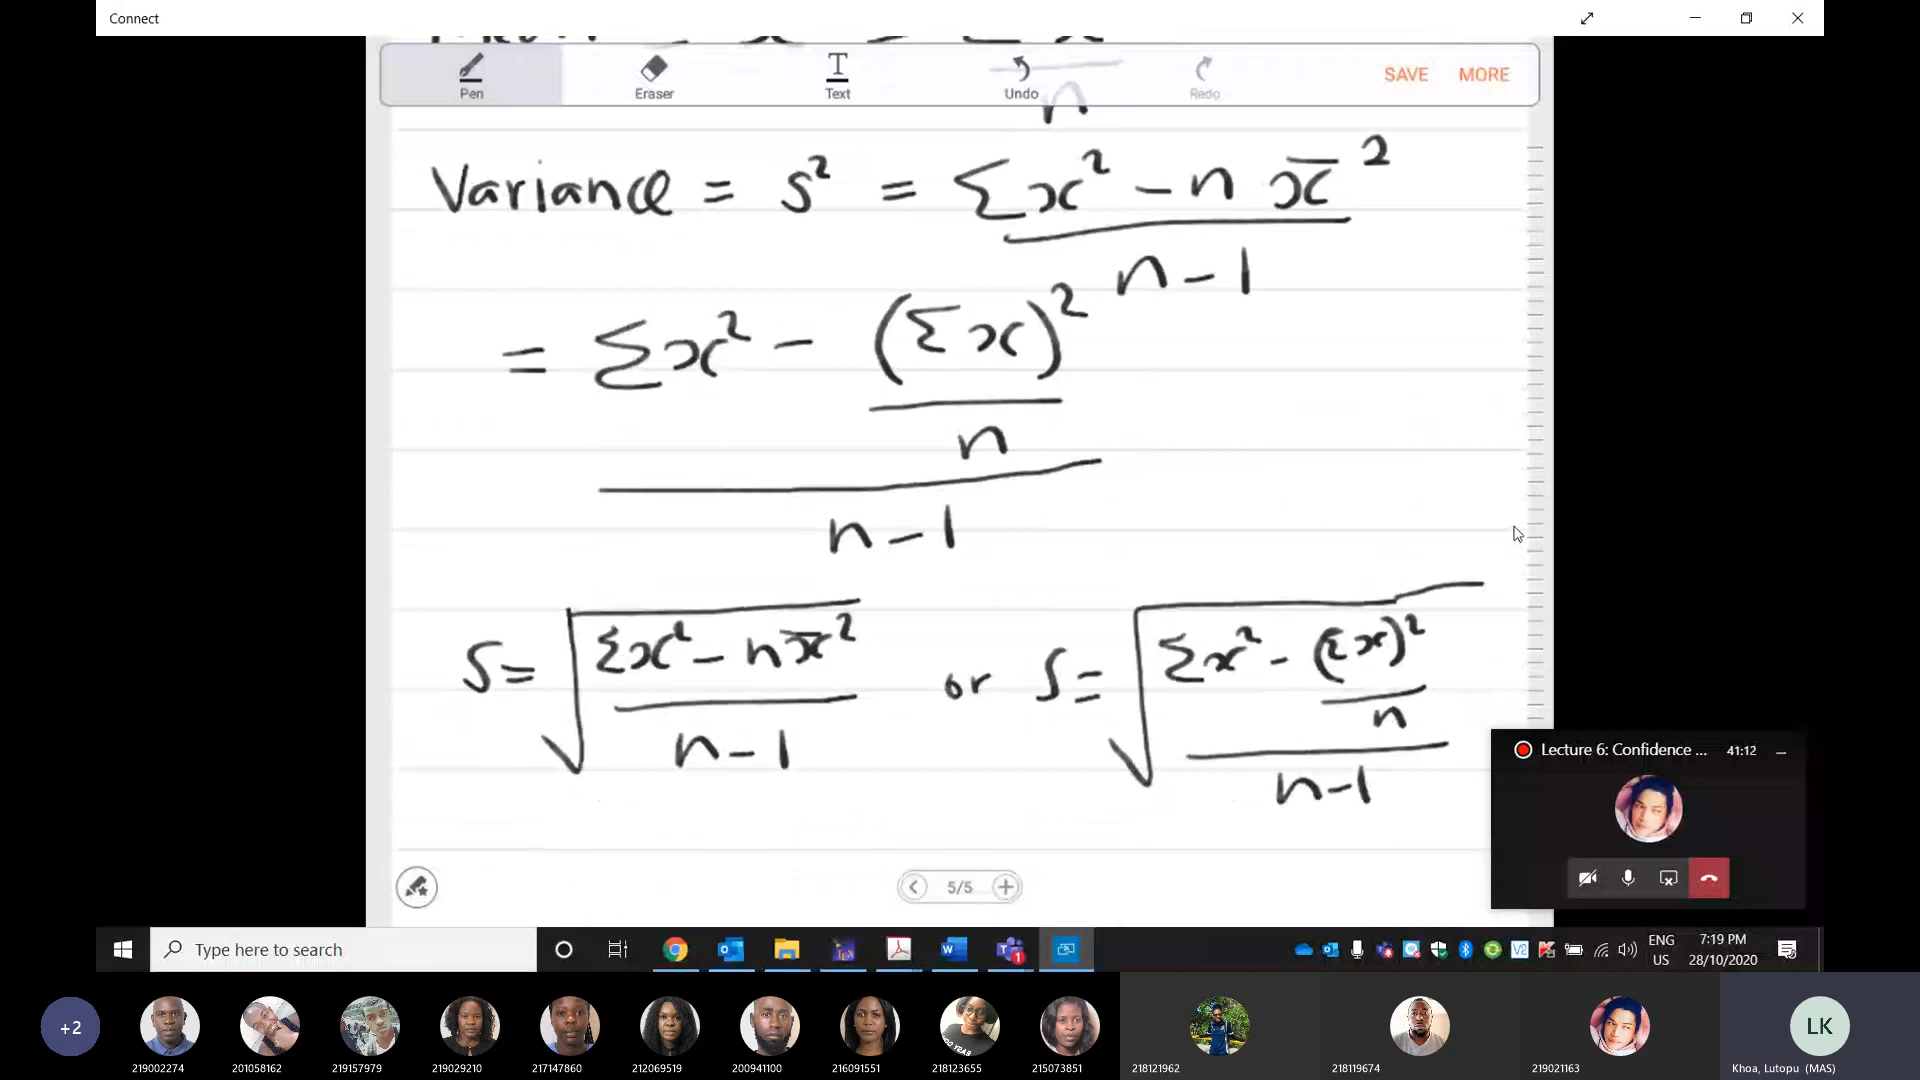 Connect
Pen
Eraser
Text
Undo
Redo
SAVE
MORE
n
Variance = s² = Σx² - n x̄²
n - 1
= Σx² - (Σx)²
n
n - 1
S = √ Σx² - nx̄² or S = √ Σx² - (Σx)²
n
n - 1
n-1
Lecture 6: Confidence ... 41:12
5/5
Type here to search
ENG
US
7:19 PM
28/10/2020
+2
219002274
201058162
219157979
219029210
217147860
212069519
200941100
216091551
218123655
215073851
218121962
218119674
219021163
LK
Khoa, Lutopu (MAS)